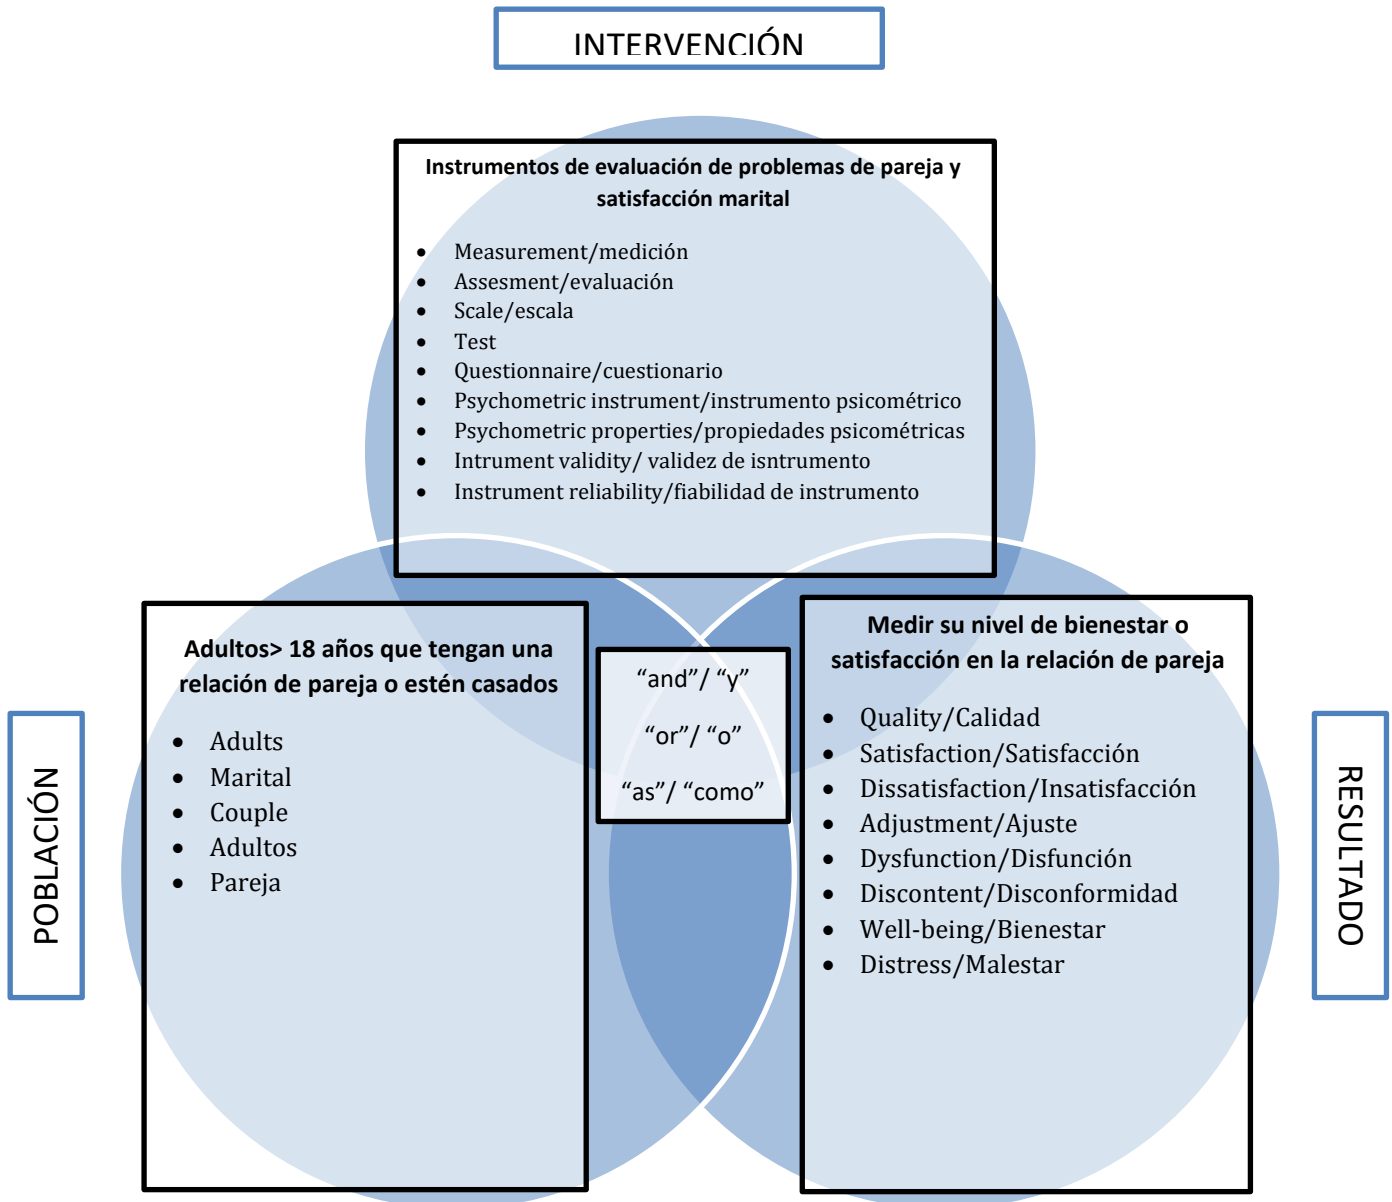 INTERVENCIÓN
Instrumentos de evaluación de problemas de pareja y
satisfacción marital
• Measurement/medición
• Assesment/evaluación
• Scale/escala
• Test
• Questionnaire/cuestionario
• Psychometric instrument/instrumento psicométrico
• Psychometric properties/propiedades psicométricas
• Intrument validity/ validez de isntrumento
• Instrument reliability/fiabilidad de instrumento
POBLACIÓN
Adultos> 18 años que tengan una
relación de pareja o estén casados
• Adults
• Marital
• Couple
• Adultos
• Pareja
“and”/ “y”
“or”/ “o”
“as”/ “como”
Medir su nivel de bienestar o
satisfacción en la relación de pareja
• Quality/Calidad
• Satisfaction/Satisfacción
• Dissatisfaction/Insatisfacción
• Adjustment/Ajuste
• Dysfunction/Disfunción
• Discontent/Disconformidad
• Well-being/Bienestar
• Distress/Malestar
RESULTADO